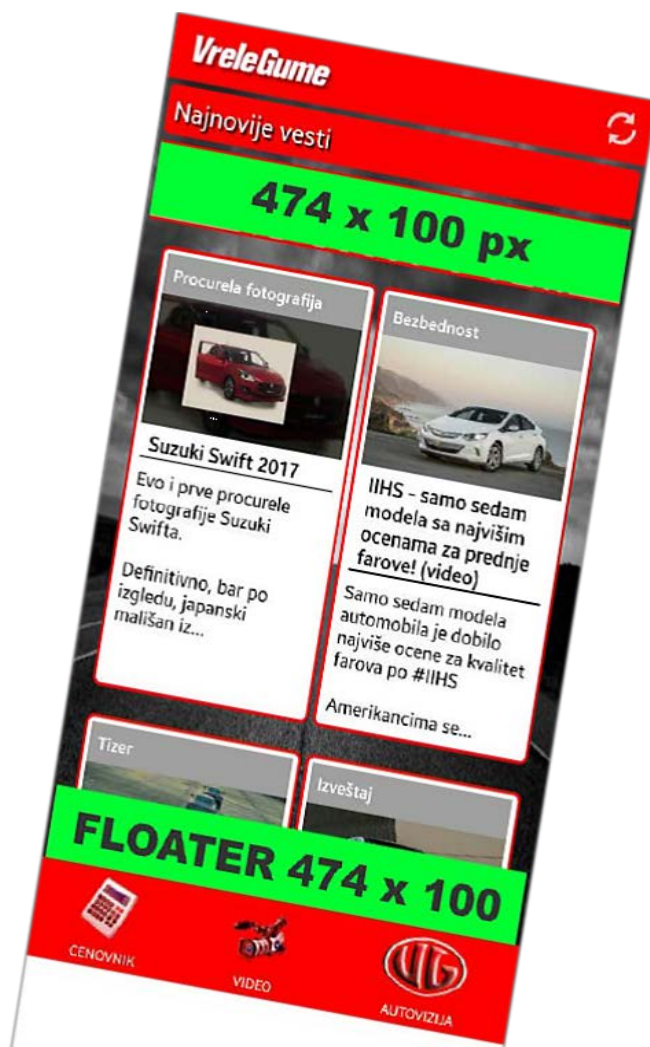 VreleGume
Najnovije vesti
474 x 100 px
Procurela fotografija
Suzuki Swift 2017
Evo i prve procurele
fotografije Suzuki
Swifta.
Definitivno, bar po
izgledu, japanski
mališan iz...
Bezbednost
IIHS - samo sedam
modela sa najvišim
ocenama za prednje
farove! (video)
Samo sedam modela
automobila je dobilo
najviše ocene za kvalitet
farova po #IIHS
Amerikancima se...
Tizer
Izveštaj
FLOATER 474 x 100
CENOVNIK
VIDEO
VG
AUTOVIZIJA